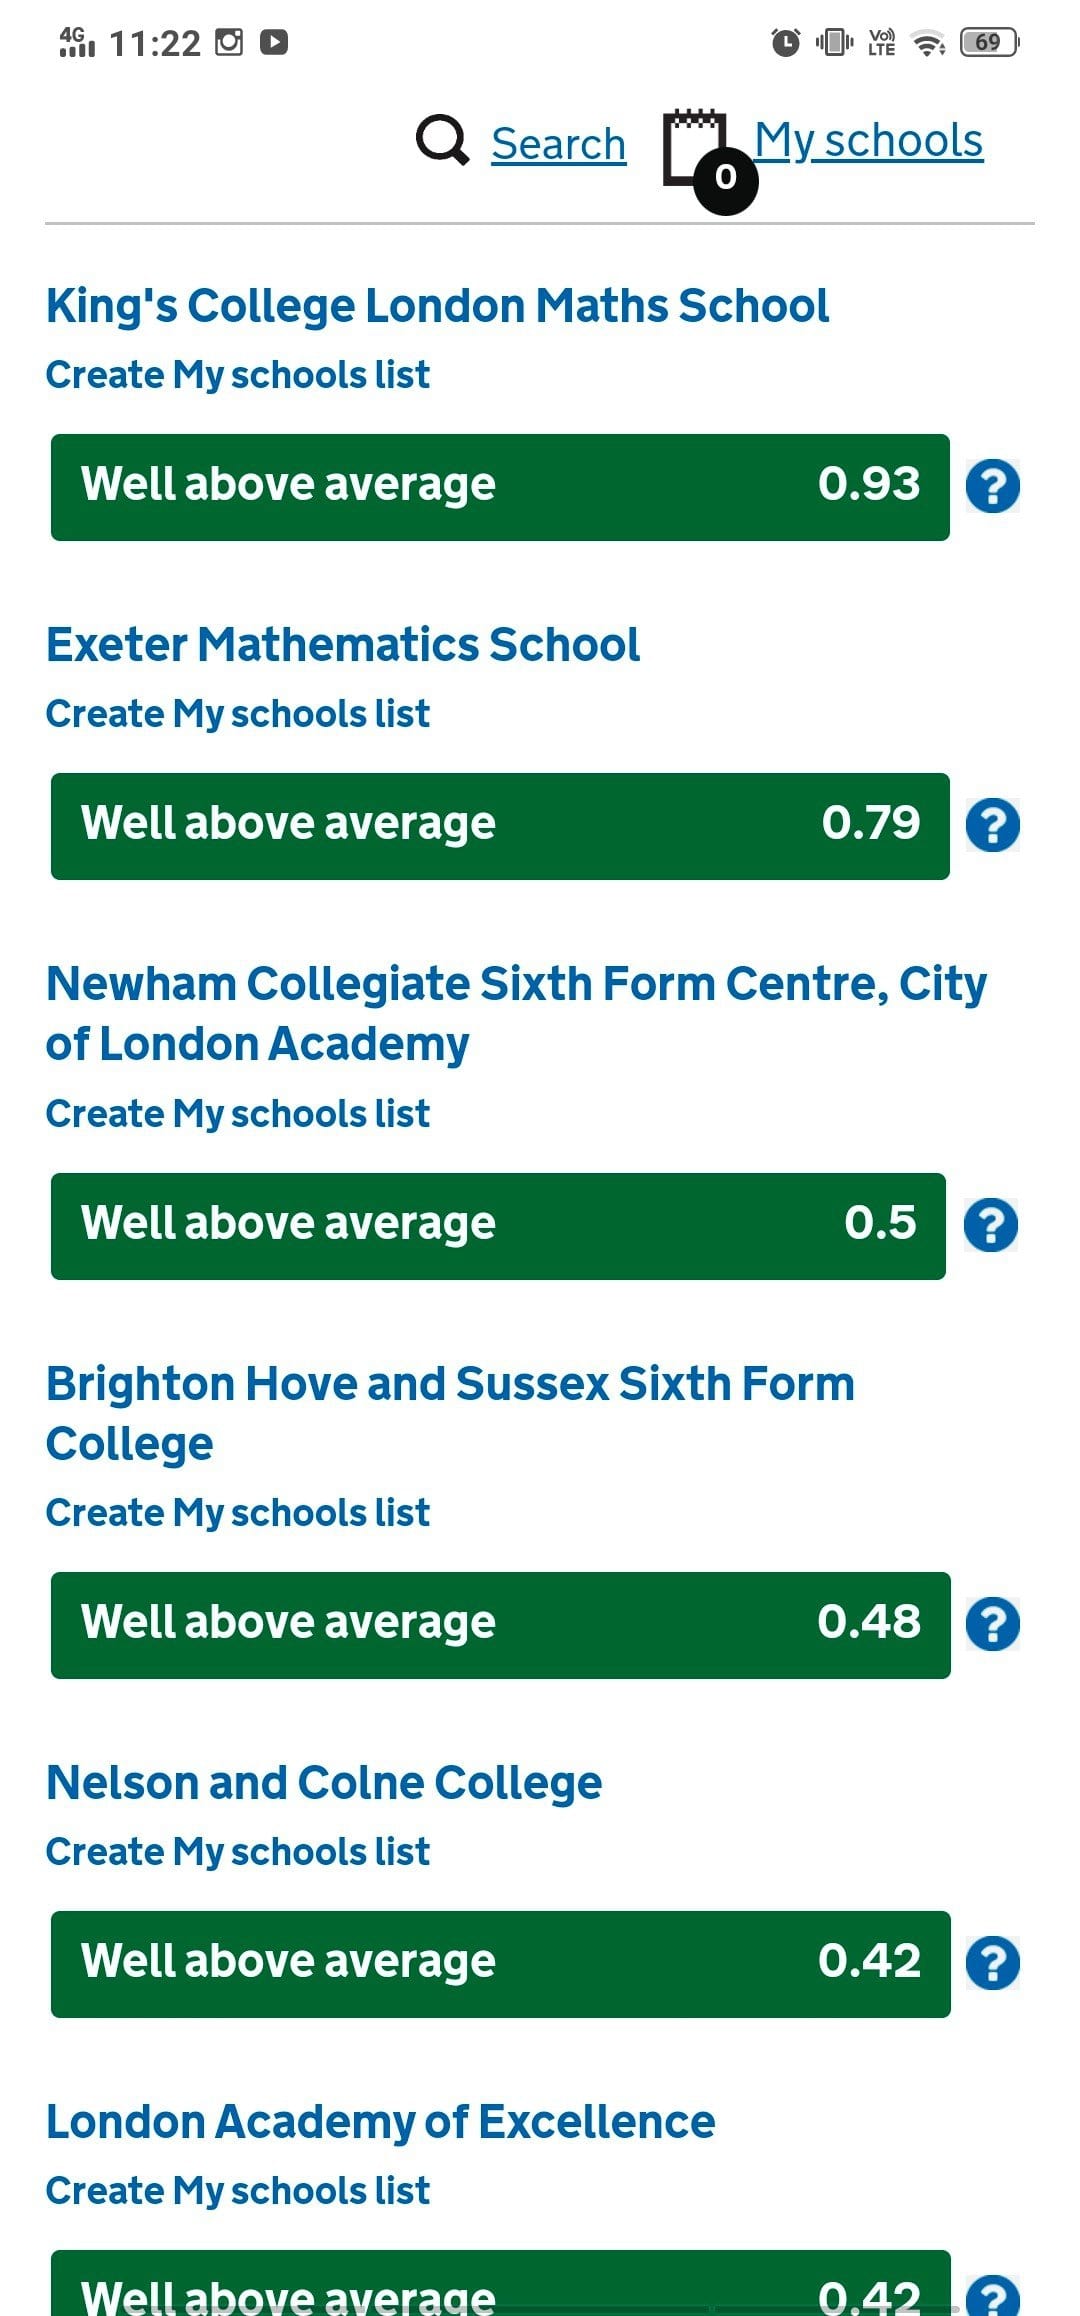 4G 11:22 Vo)) LTE 69
Search 0 My schools
King's College London Maths School
Create My schools list
Well above average 0.93 ?
Exeter Mathematics School
Create My schools list
Well above average 0.79 ?
Newham Collegiate Sixth Form Centre, City
of London Academy
Create My schools list
Well above average 0.5 ?
Brighton Hove and Sussex Sixth Form
College
Create My schools list
Well above average 0.48 ?
Nelson and Colne College
Create My schools list
Well above average 0.42 ?
London Academy of Excellence
Create My schools list
Well above average 0.42 ?